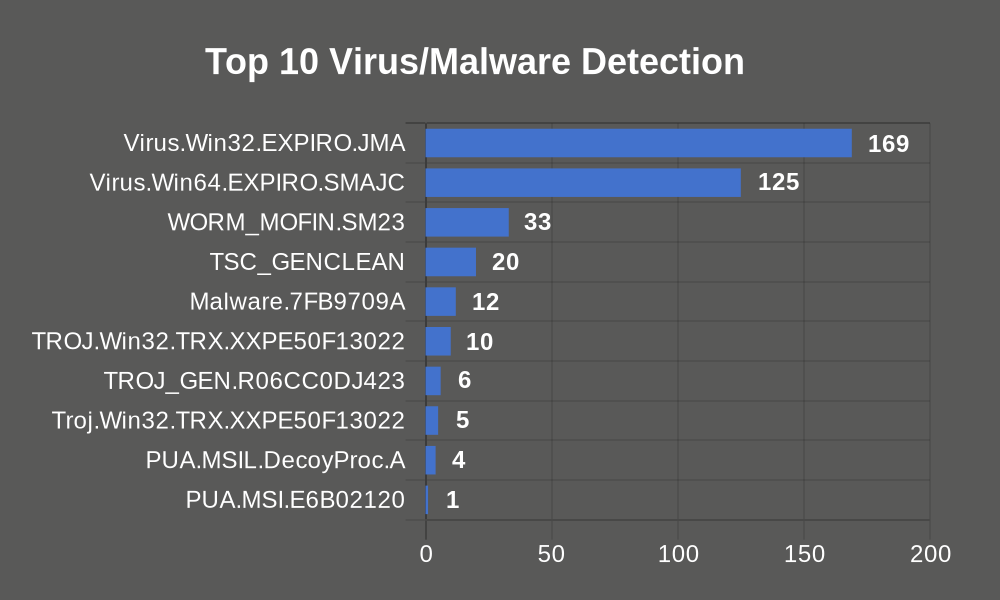 Top 10 Virus/Malware Detection
Virus.Win32.EXPIRO.JMA 169
Virus.Win64.EXPIRO.SMAJC 125
WORM_MOFIN.SM23 33
TSC_GENCLEAN 20
Malware.7FB9709A 12
TROJ.Win32.TRX.XXPE50F13022 10
TROJ_GEN.R06CC0DJ423 6
Troj.Win32.TRX.XXPE50F13022 5
PUA.MSIL.DecoyProc.A 4
PUA.MSI.E6B02120 1
0 50 100 150 200